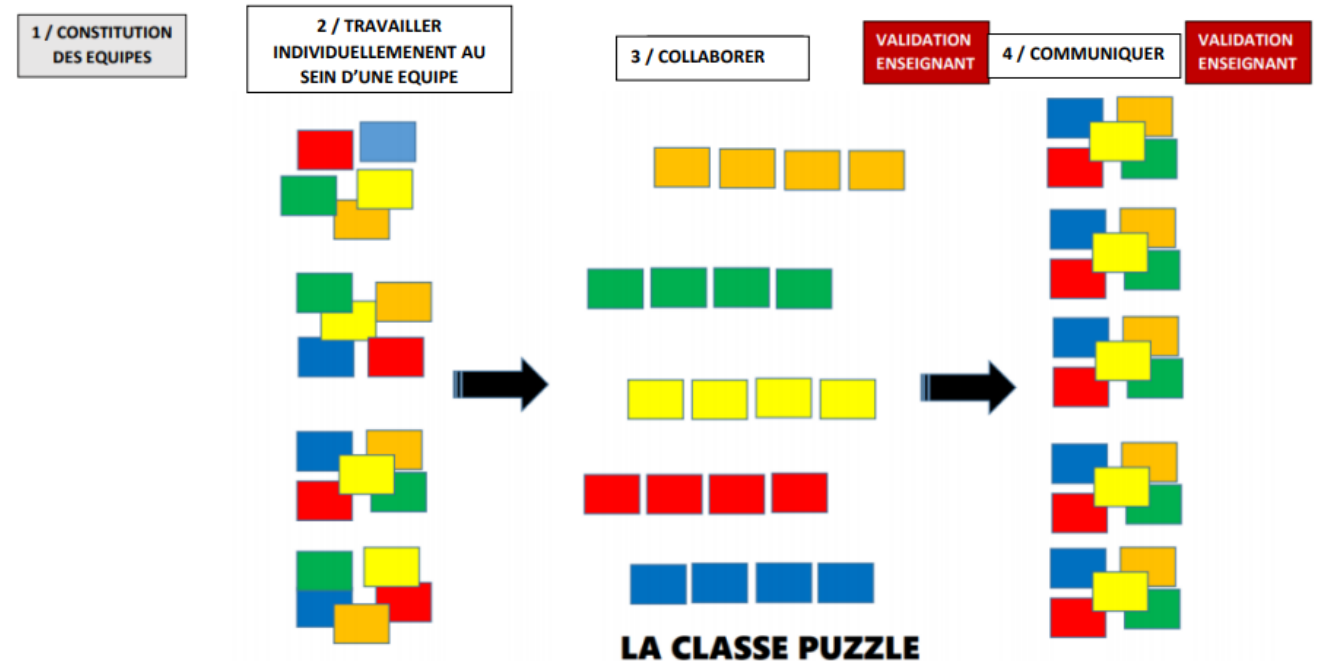 1 / CONSTITUTION
DES EQUIPES
2 / TRAVAILLER
INDIVIDUELLEMENENT AU
SEIN D'UNE EQUIPE
3 / COLLABORER
VALIDATION
ENSEIGNANT
4 / COMMUNIQUER
VALIDATION
ENSEIGNANT
LA CLASSE PUZZLE